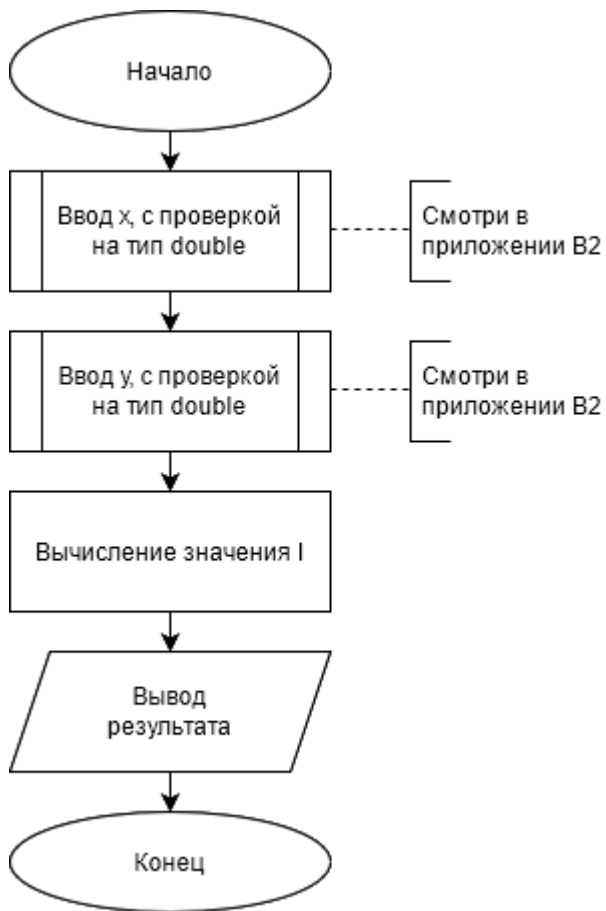 Начало
Ввод x, с проверкой
на тип double
Смотри в
приложении В2
Ввод y, с проверкой
на тип double
Смотри в
приложении В2
Вычисление значения I
Вывод
результата
Конец